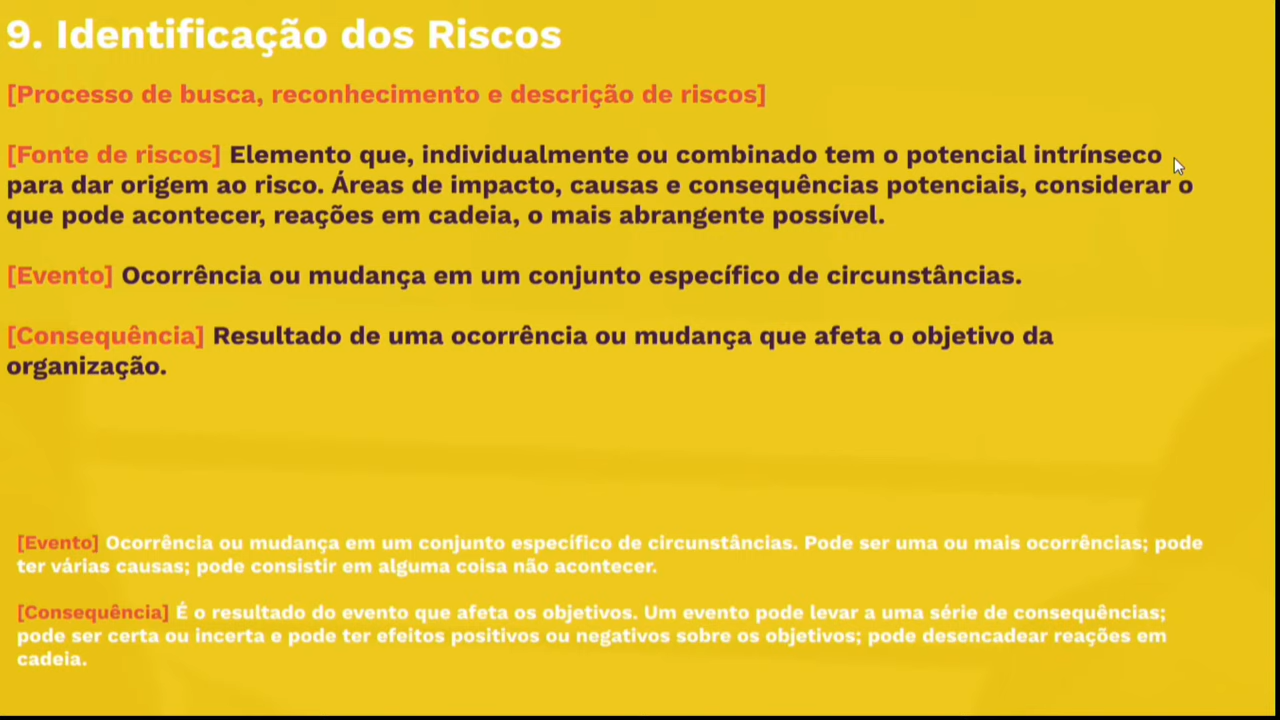 9. Identificação dos Riscos
[Processo de busca, reconhecimento e descrição de riscos]
[Fonte de riscos] Elemento que, individualmente ou combinado tem o potencial intrínseco
para dar origem ao risco. Áreas de impacto, causas e consequências potenciais, considerar o
que pode acontecer, reações em cadeia, o mais abrangente possível.
[Evento] Ocorrência ou mudança em um conjunto específico de circunstâncias.
[Consequência] Resultado de uma ocorrência ou mudança que afeta o objetivo da
organização.
[Evento] Ocorrência ou mudança em um conjunto específico de circunstâncias. Pode ser uma ou mais ocorrências; pode
ter várias causas; pode consistir em alguma coisa não acontecer.
[Consequência] É o resultado do evento que afeta os objetivos. Um evento pode levar a uma série de consequências;
pode ser certa ou incerta e pode ter efeitos positivos ou negativos sobre os objetivos; pode desencadear reações em
cadeia.